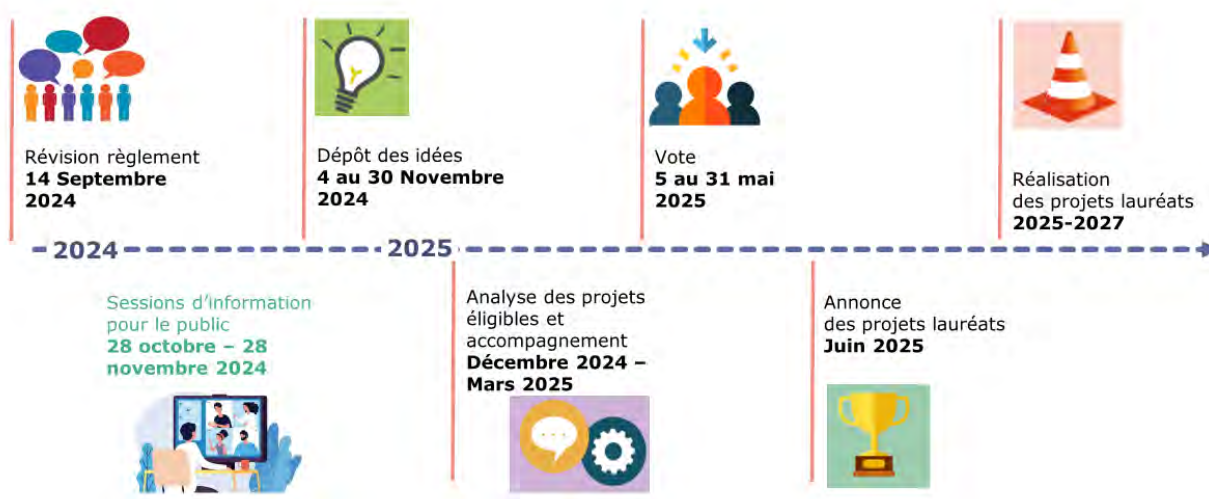 Révision règlement
14 Septembre
2024
Dépôt des idées
4 au 30 Novembre
2024
Vote
5 au 31 mai
2025
Réalisation
des projets lauréats
2025-2027
2024
2025
Sessions d'information
pour le public
28 octobre – 28
novembre 2024
Analyse des projets
éligibles et
accompagnement
Décembre 2024 –
Mars 2025
Annonce
des projets lauréats
Juin 2025